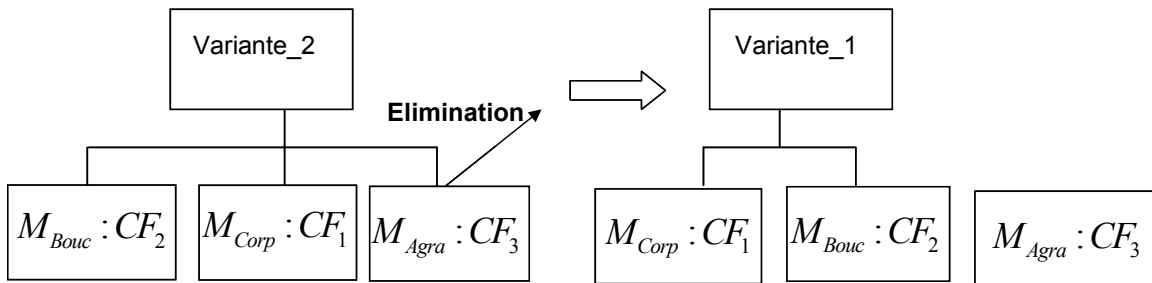 Variante_2
Variante_1
Elimination
M_Bouc : CF_2
M_Corp : CF_1
M_Agra : CF_3
M_Corp : CF_1
M_Bouc : CF_2
M_Agra : CF_3